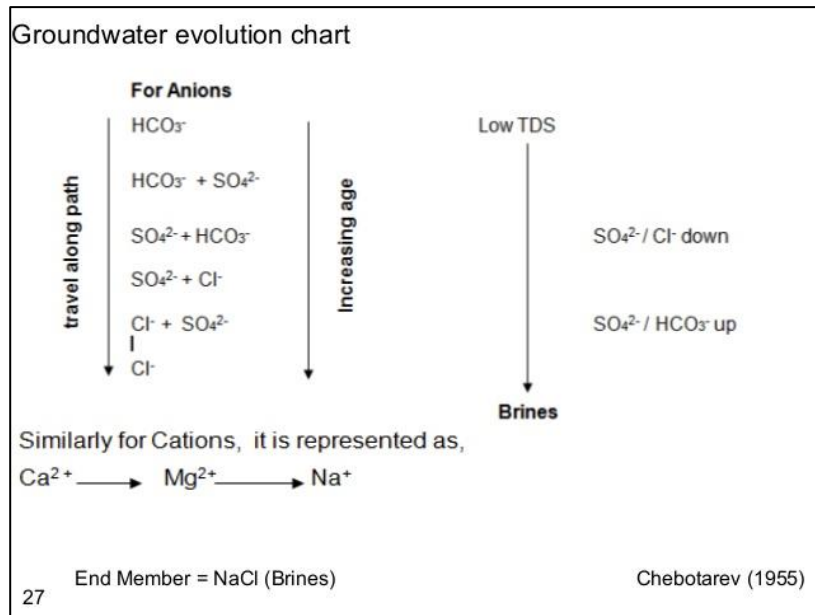 Groundwater evolution chart
For Anions
HCO₃⁻
HCO₃⁻ + SO₄²⁻
SO₄²⁻ + HCO₃⁻
SO₄²⁻ + Cl⁻
Cl⁻ + SO₄²⁻
Cl⁻
travel along path
Increasing age
Low TDS
Brines
SO₄²⁻ / Cl⁻ down
SO₄²⁻ / HCO₃⁻ up
Similarly for Cations, it is represented as,
Ca²⁺ → Mg²⁺ → Na⁺
End Member = NaCl (Brines)
Chebotarev (1955)
27